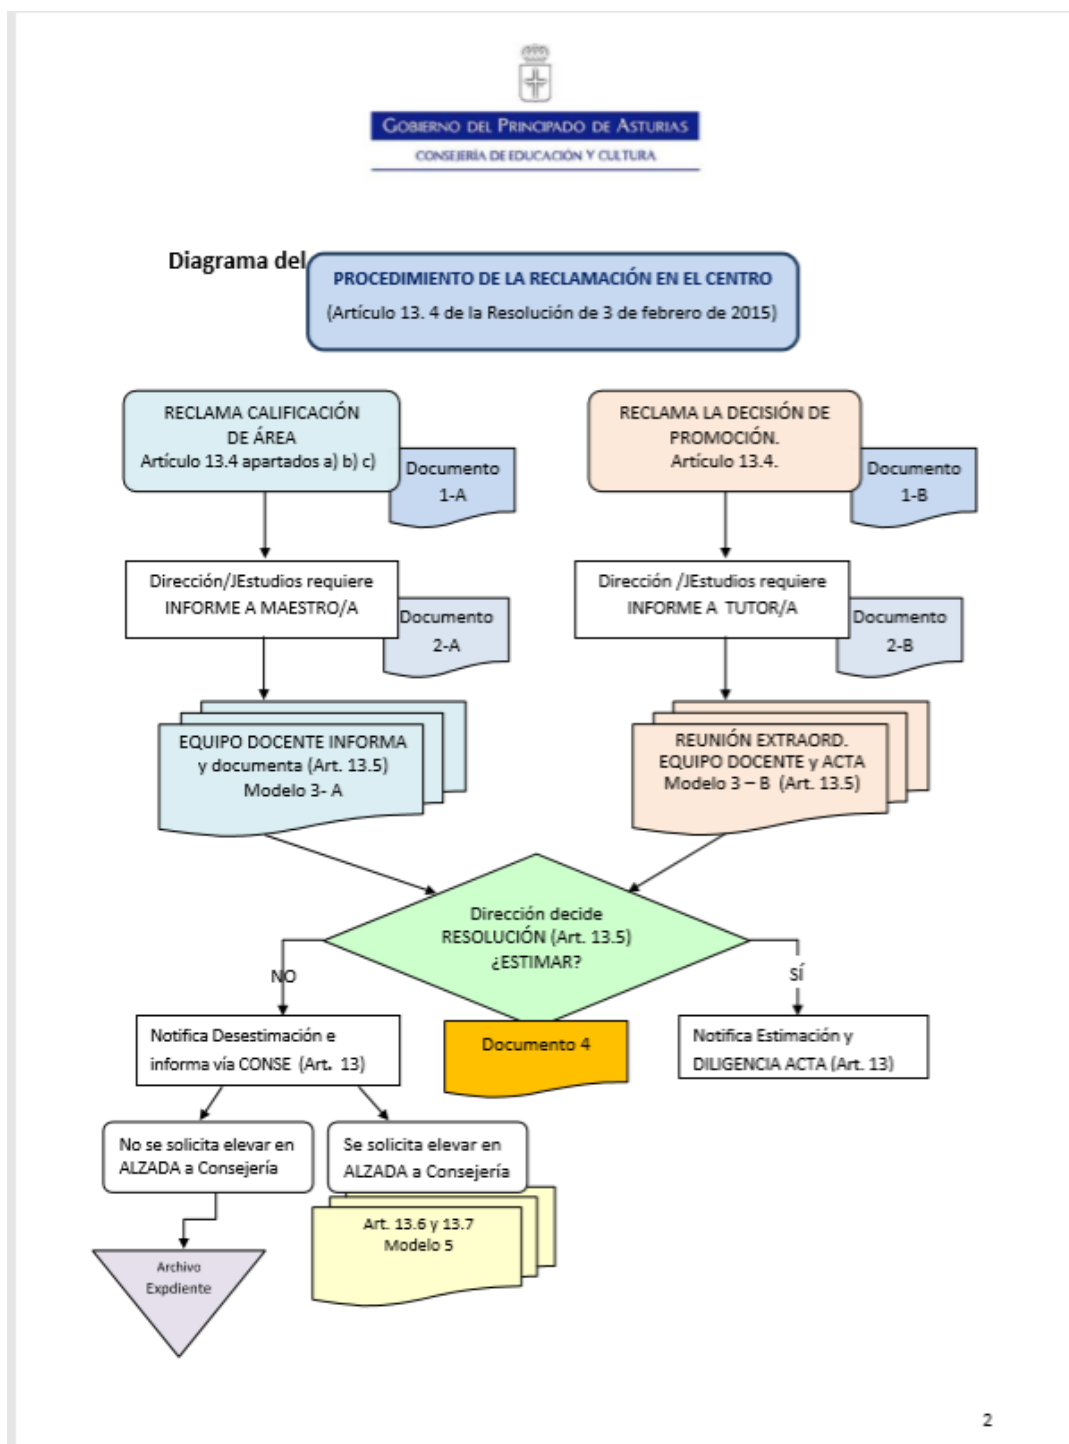 GOBIERNO DEL PRINCIPADO DE ASTURIAS
CONSEJERÍA DE EDUCACIÓN Y CULTURA
Diagrama del
PROCEDIMIENTO DE LA RECLAMACIÓN EN EL CENTRO
(Artículo 13. 4 de la Resolución de 3 de febrero de 2015)
RECLAMA CALIFICACIÓN
DE ÁREA
Artículo 13.4 apartados a) b) c)
Documento
1-A
RECLAMA LA DECISIÓN DE
PROMOCIÓN.
Artículo 13.4.
Documento
1-B
Dirección/JEstudios requiere
INFORME A MAESTRO/A
Documento
2-A
Dirección /JEstudios requiere
INFORME A TUTOR/A
Documento
2-B
EQUIPO DOCENTE INFORMA
y documenta (Art. 13.5)
Modelo 3- A
REUNIÓN EXTRAORD.
EQUIPO DOCENTE y ACTA
Modelo 3 – B (Art. 13.5)
Dirección decide
RESOLUCIÓN (Art. 13.5)
¿ESTIMAR?
NO
SÍ
Notifica Desestimación e
informa vía CONSE (Art. 13)
Documento 4
Notifica Estimación y
DILIGENCIA ACTA (Art. 13)
No se solicita elevar en
ALZADA a Consejería
Se solicita elevar en
ALZADA a Consejería
Art. 13.6 y 13.7
Modelo 5
Archivo
Expdiente
2